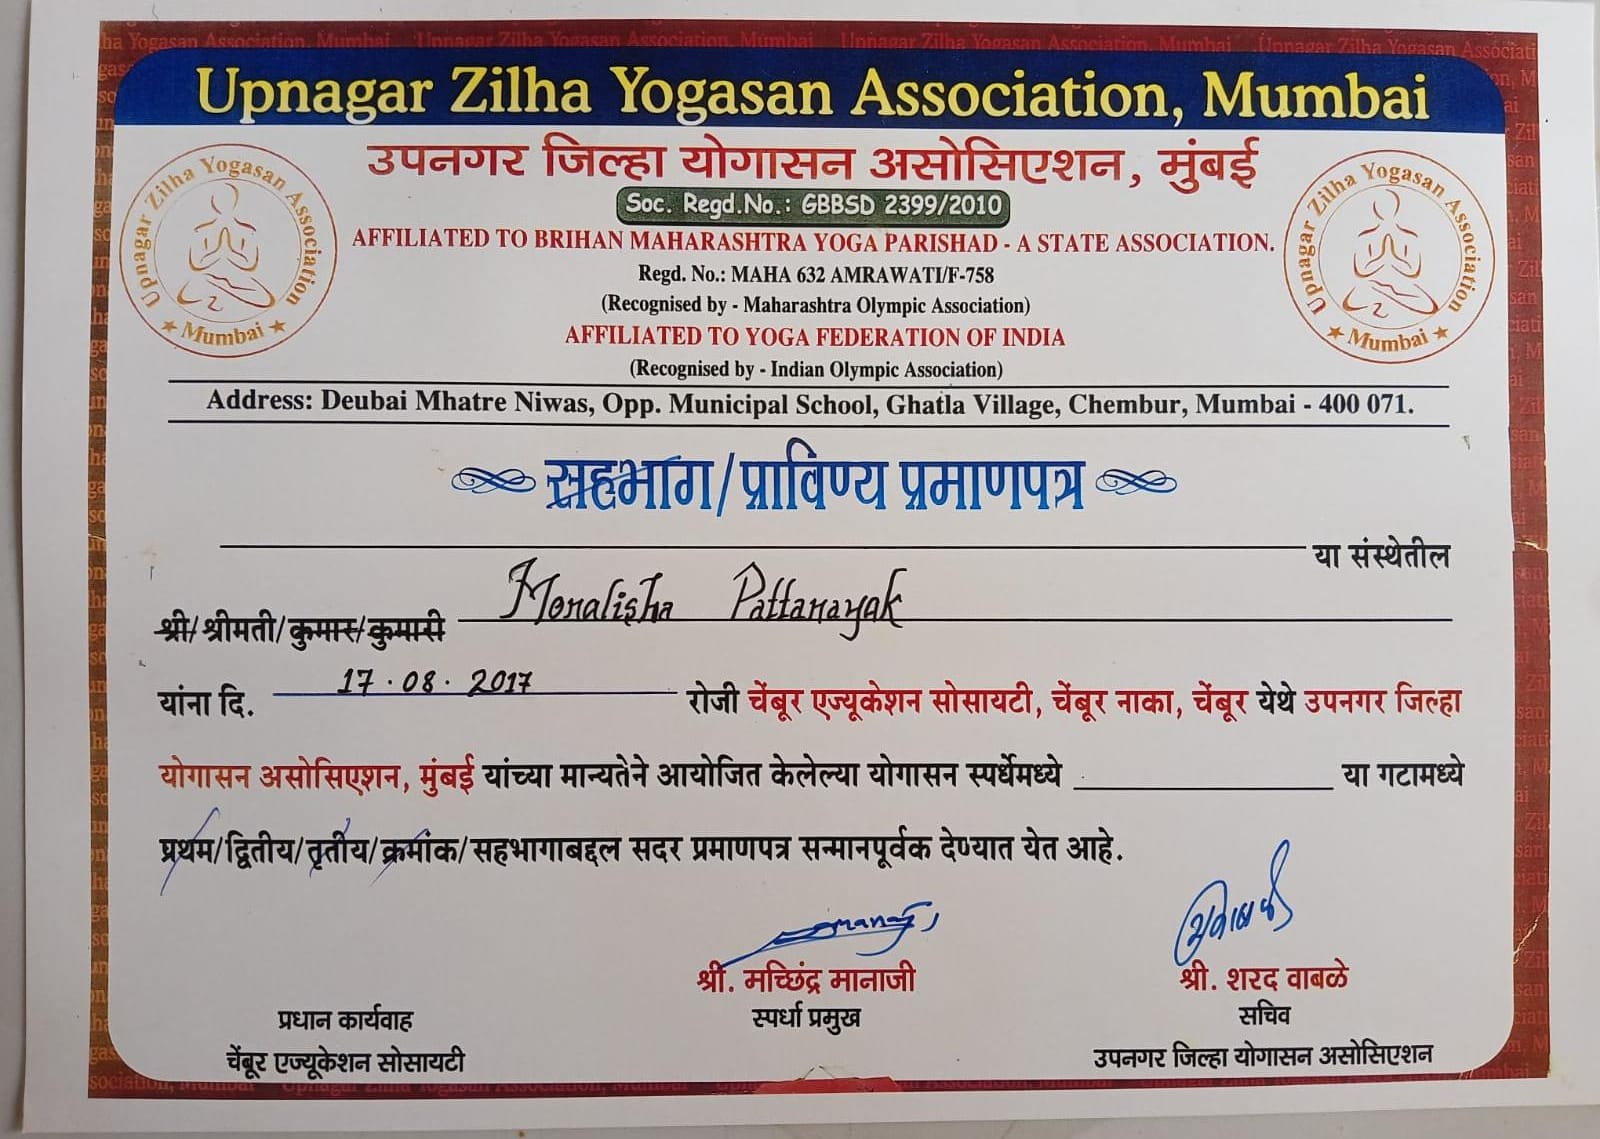 Upnagar Zilha Yogasan Association, Mumbai
उपनगर जिल्हा योगासन असोसिएशन, मुंबई
Upnagar Zilha Yogasan Association
★ Mumbai ★
Soc. Regd.No.: GBBSD 2399/2010
Upnagar Zilha Yogasan Association
★ Mumbai ★
AFFILIATED TO BRIHAN MAHARASHTRA YOGA PARISHAD - A STATE ASSOCIATION.
Regd. No.: MAHA 632 AMRAWATI/F-758
(Recognised by - Maharashtra Olympic Association)
AFFILIATED TO YOGA FEDERATION OF INDIA
(Recognised by - Indian Olympic Association)
Address: Deubai Mhatre Niwas, Opp. Municipal School, Ghatla Village, Chembur, Mumbai - 400 071.
सहभाग/प्राविण्य प्रमाणपत्र
या संस्थेतील
श्री/श्रीमती/कुमार/कुमारी Monalisha Pattanayak
यांना दि. 17.08.2017 रोजी चेंबूर एज्यूकेशन सोसायटी, चेंबूर नाका, चेंबूर येथे उपनगर जिल्हा
योगासन असोसिएशन, मुंबई यांच्या मान्यतेने आयोजित केलेल्या योगासन स्पर्धेमध्ये या गटामध्ये
प्रथम/द्वितीय/तृतीय/क्रमांक/सहभागाबद्दल सदर प्रमाणपत्र सन्मानपूर्वक देण्यात येत आहे.
श्री. मच्छिंद्र मानाजी
श्री. शरद वाबळे
प्रधान कार्यवाह
स्पर्धा प्रमुख
सचिव
चेंबूर एज्यूकेशन सोसायटी
उपनगर जिल्हा योगासन असोसिएशन